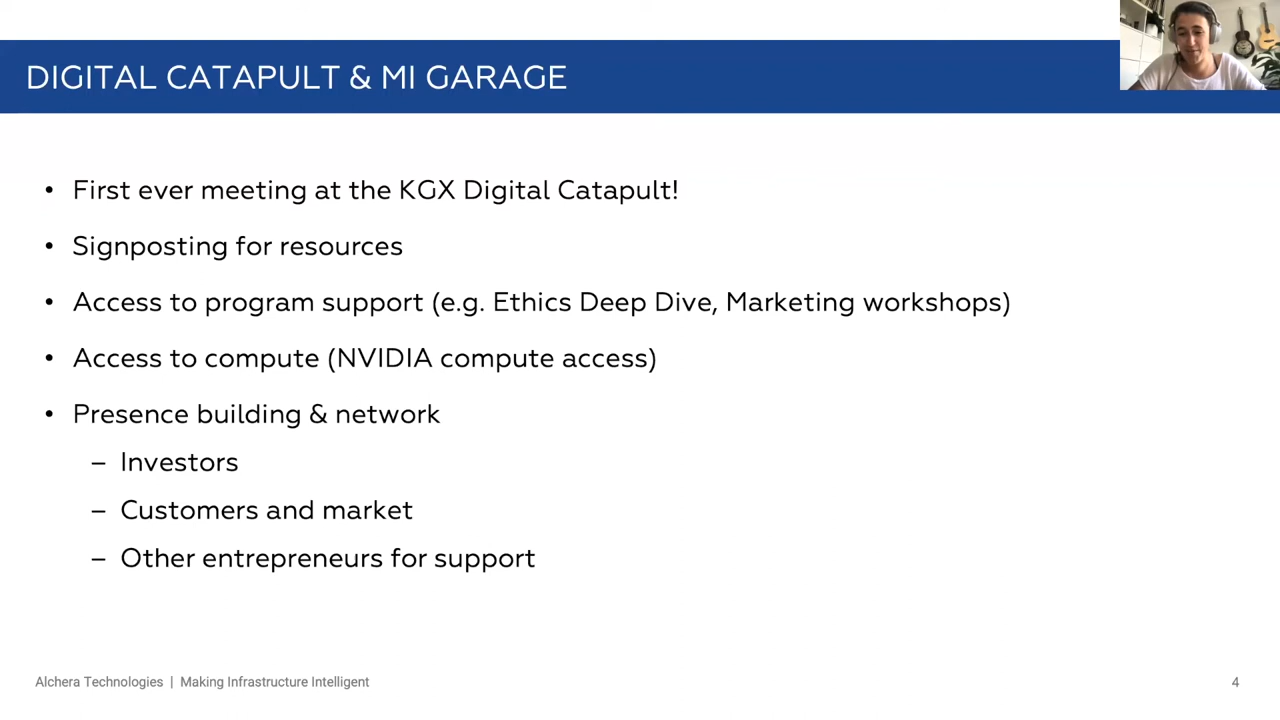 DIGITAL CATAPULT & MI GARAGE
• First ever meeting at the KGX Digital Catapult!
• Signposting for resources
• Access to program support (e.g. Ethics Deep Dive, Marketing workshops)
• Access to compute (NVIDIA compute access)
• Presence building & network
– Investors
– Customers and market
– Other entrepreneurs for support
Alchera Technologies | Making Infrastructure Intelligent
4